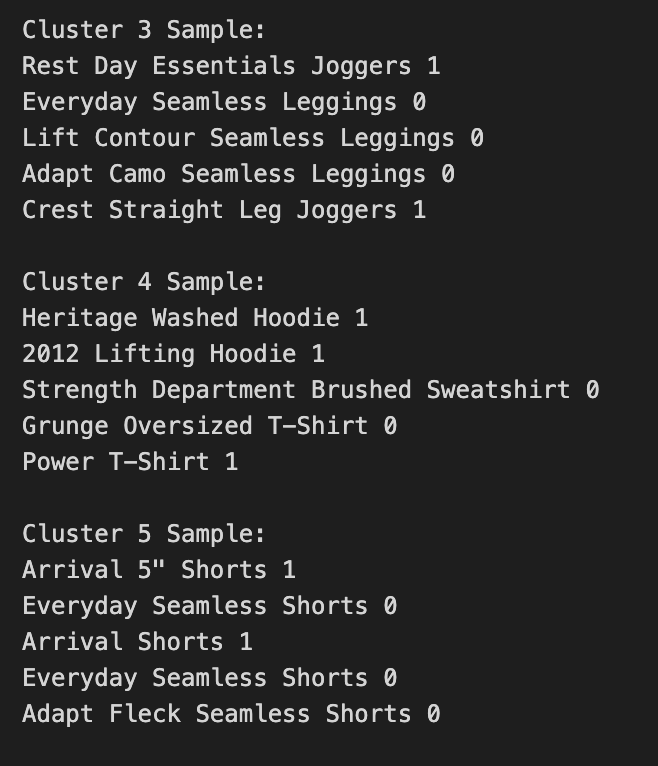 Cluster 3 Sample:
Rest Day Essentials Joggers 1
Everyday Seamless Leggings 0
Lift Contour Seamless Leggings 0
Adapt Camo Seamless Leggings 0
Crest Straight Leg Joggers 1
Cluster 4 Sample:
Heritage Washed Hoodie 1
2012 Lifting Hoodie 1
Strength Department Brushed Sweatshirt 0
Grunge Oversized T-Shirt 0
Power T-Shirt 1
Cluster 5 Sample:
Arrival 5" Shorts 1
Everyday Seamless Shorts 0
Arrival Shorts 1
Everyday Seamless Shorts 0
Adapt Fleck Seamless Shorts 0